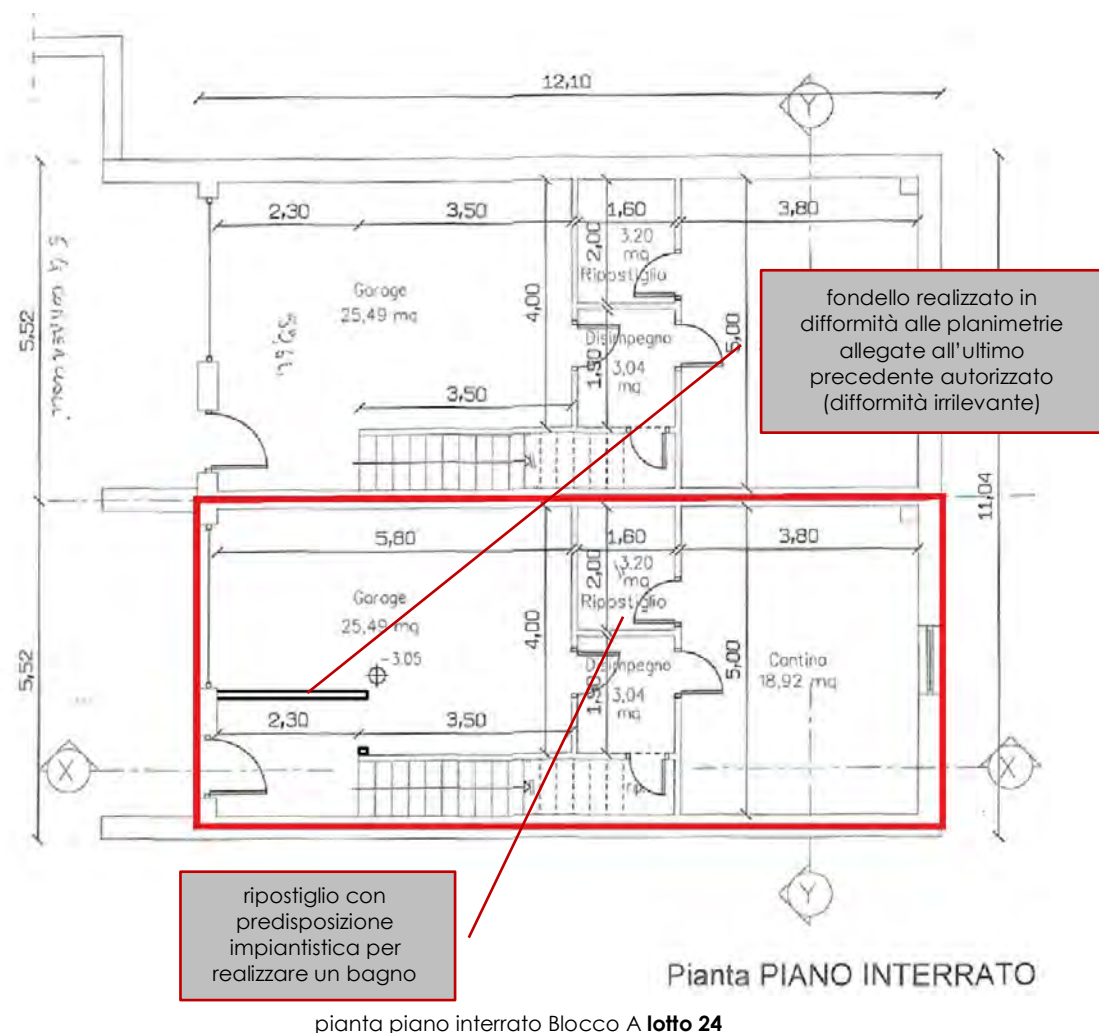 12,10
Y
2,30 3,50 1,60 3,80
3.20
mq
Ripostiglio
2,00
Garage
25,49 mq
4,00
5,00
5,52
Disimpegno
3.04
mq
1,50
3,50
fondello realizzato in
difformità alle planimetrie
allegate all'ultimo
precedente autorizzato
(difformità irrilevante)
11,04
5,80 1,60 3,80
3.20
mq
Ripostiglio
2,00
Garage
25,49 mq
4,00
-3.05
5,52
Disimpegno
3,04
mq
5,00
Cantina
18,92 mq
2,30 3,50
X X
rip
Y
ripostiglio con
predisposizione
impiantistica per
realizzare un bagno
Pianta PIANO INTERRATO
pianta piano interrato Blocco A lotto 24